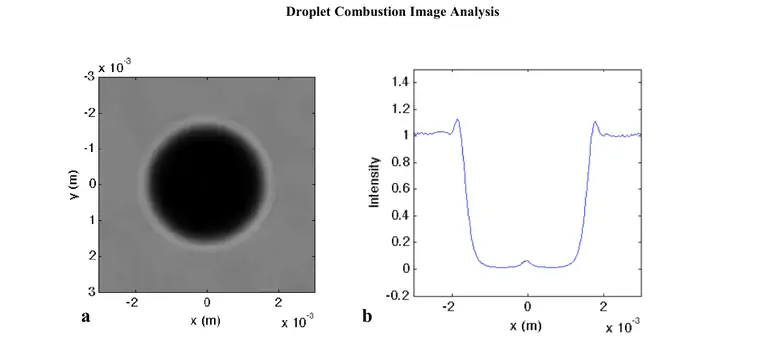 Droplet Combustion Image Analysis
x 10⁻³
-3
-2
-1
0
1
2
3
y (m)
-2 0 2
x (m)
x 10⁻³
a
1.4
1.2
1
0.8
0.6
0.4
0.2
0
-0.2
Intensity
-2 0 2
x (m)
x 10⁻³
b